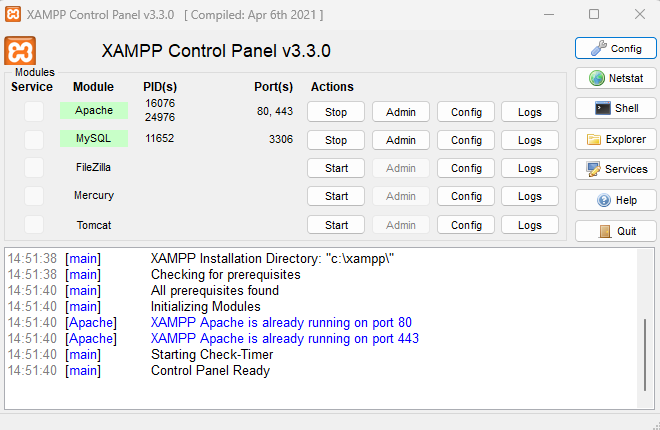 XAMPP Control Panel v3.3.0 [ Compiled: Apr 6th 2021 ]
XAMPP Control Panel v3.3.0
Config
Modules
Service Module PID(s) Port(s) Actions
Netstat
Apache 16076 24976 80, 443 Stop Admin Config Logs
Shell
MySQL 11652 3306 Stop Admin Config Logs
Explorer
FileZilla Start Admin Config Logs
Services
Mercury Start Admin Config Logs
Help
Tomcat Start Admin Config Logs
Quit
14:51:38 [main] XAMPP Installation Directory: "c:\xampp\"
14:51:38 [main] Checking for prerequisites
14:51:40 [main] All prerequisites found
14:51:40 [main] Initializing Modules
14:51:40 [Apache] XAMPP Apache is already running on port 80
14:51:40 [Apache] XAMPP Apache is already running on port 443
14:51:40 [main] Starting Check-Timer
14:51:40 [main] Control Panel Ready